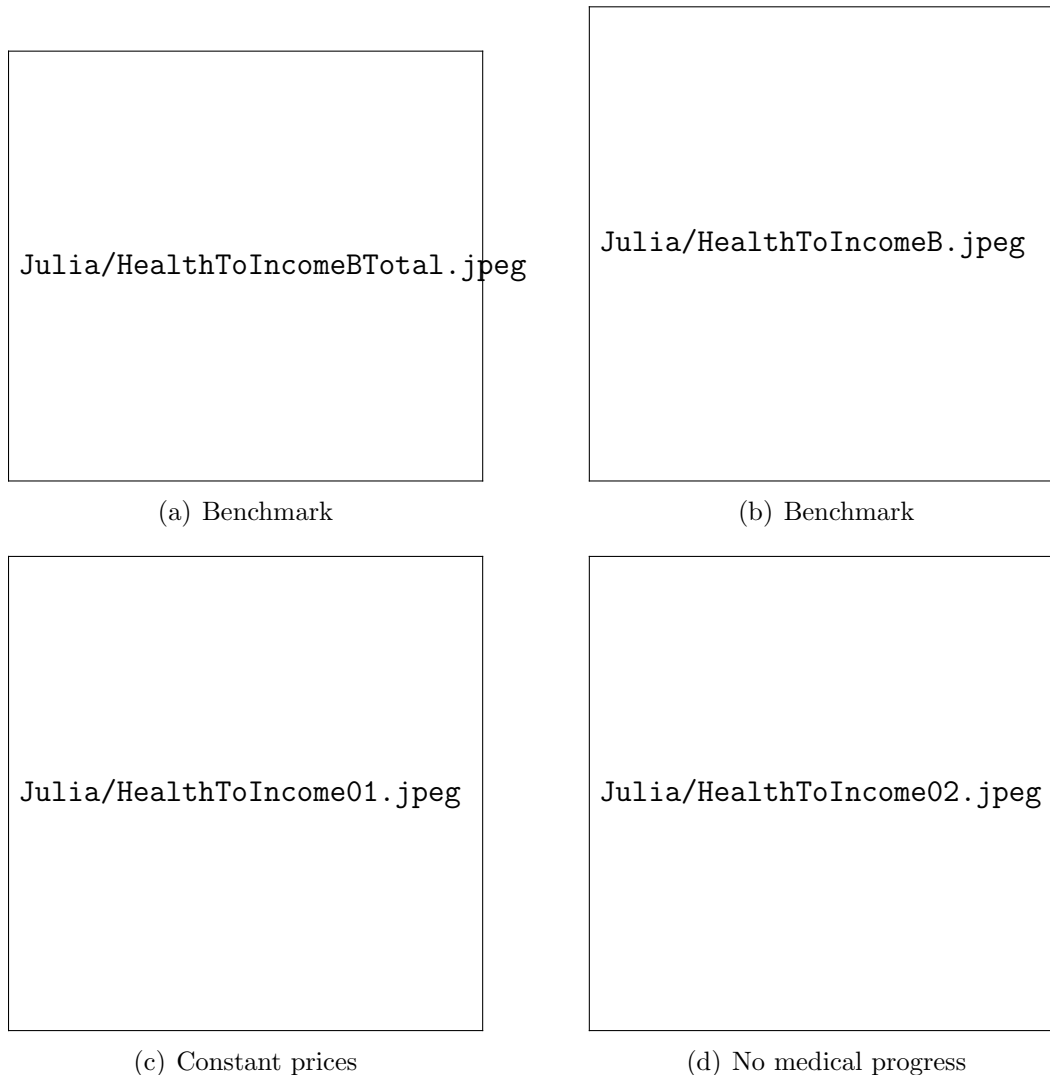 Julia/HealthToIncomeBTotal.jpeg
Julia/HealthToIncomeB.jpeg
(a) Benchmark
(b) Benchmark
Julia/HealthToIncome01.jpeg
Julia/HealthToIncome02.jpeg
(c) Constant prices
(d) No medical progress